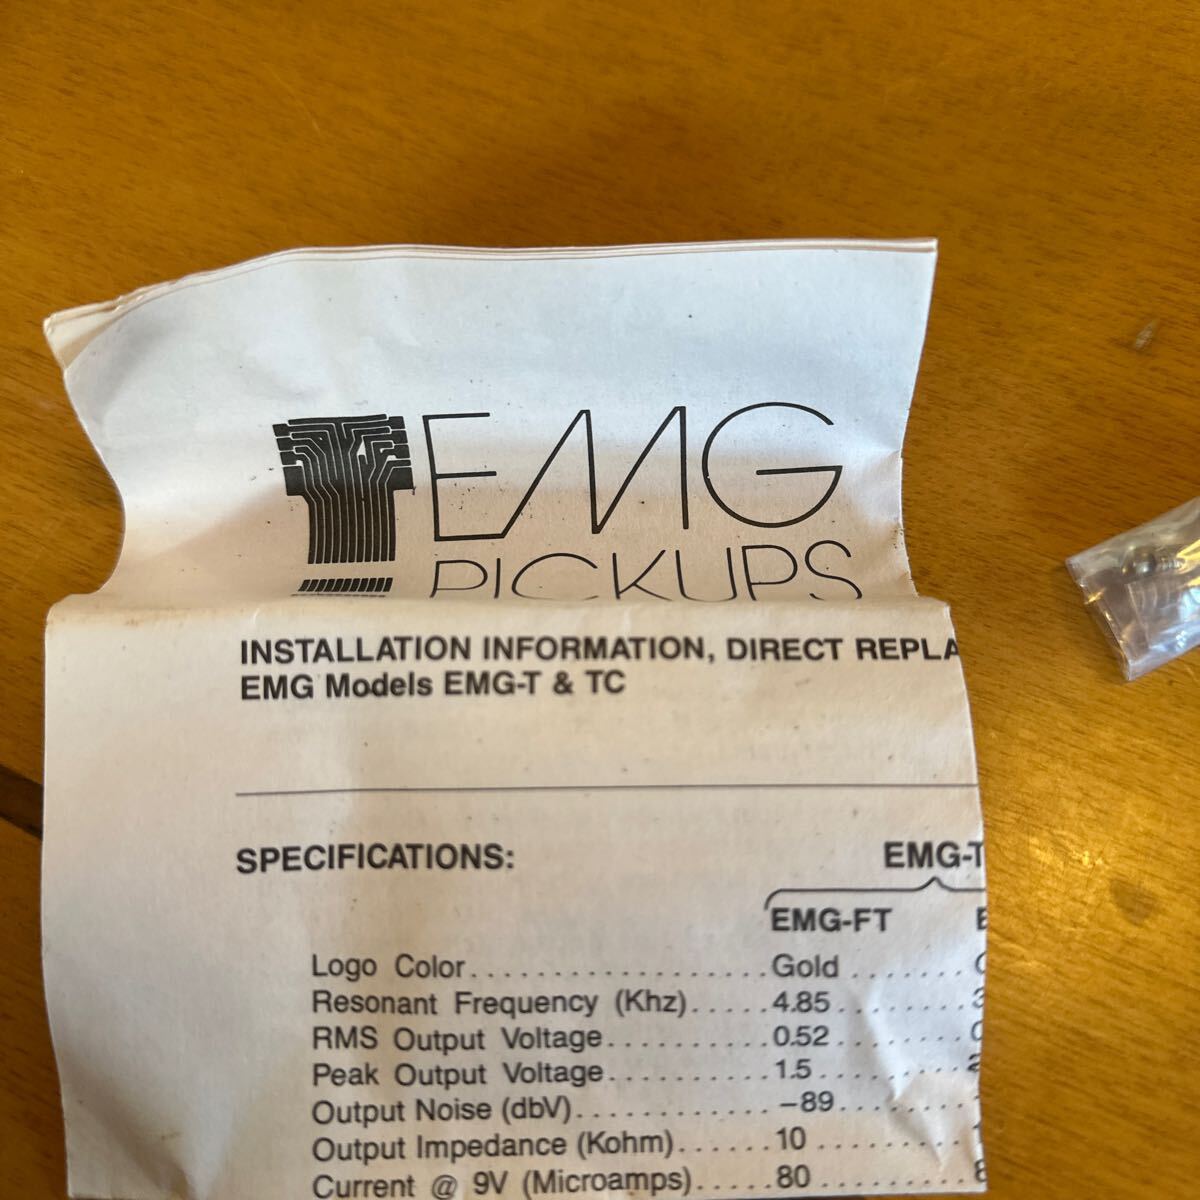 EMG
PICKUPS
INSTALLATION INFORMATION, DIRECT
EMG Models EMG-T & TC
SPECIFICATIONS: EMG-T
EMG-FT
Logo Color.................... Gold .......
Resonant Frequency (Khz)...... 4.85 ........
RMS Output Voltage............ 0.52 ........
Peak Output Voltage........... 1.5 .........
Output Noise (dbV)............ –89 ........
Output Impedance (Kohm)....... 10 .........
Current @ 9V (Microamps)...... 80 .........